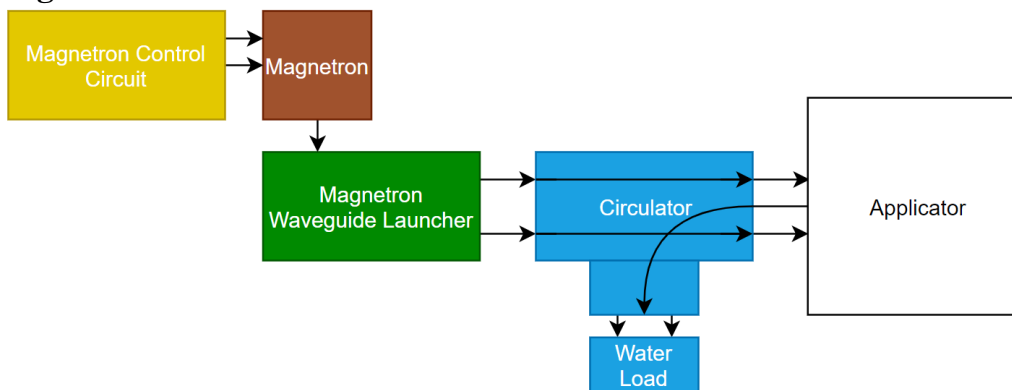 Magnetron Control
Circuit
Magnetron
Magnetron
Waveguide Launcher
Circulator
Applicator
Water
Load